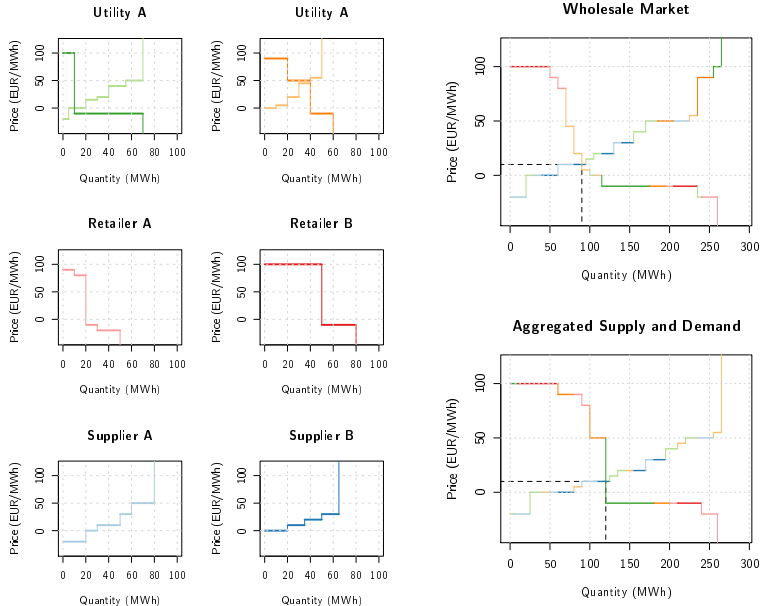 Utility A
Price (EUR/MWh)
0 50 100
0 20 40 60 80 100
Quantity (MWh)
Utility A
Price (EUR/MWh)
0 50 100
0 20 40 60 80 100
Quantity (MWh)
Wholesale Market
Price (EUR/MWh)
0 50 100
0 50 100 150 200 250 300
Quantity (MWh)
Retailer A
Price (EUR/MWh)
0 50 100
0 20 40 60 80 100
Quantity (MWh)
Retailer B
Price (EUR/MWh)
0 50 100
0 20 40 60 80 100
Quantity (MWh)
Aggregated Supply and Demand
Price (EUR/MWh)
0 50 100
0 50 100 150 200 250 300
Quantity (MWh)
Supplier A
Price (EUR/MWh)
0 50 100
0 20 40 60 80 100
Quantity (MWh)
Supplier B
Price (EUR/MWh)
0 50 100
0 20 40 60 80 100
Quantity (MWh)